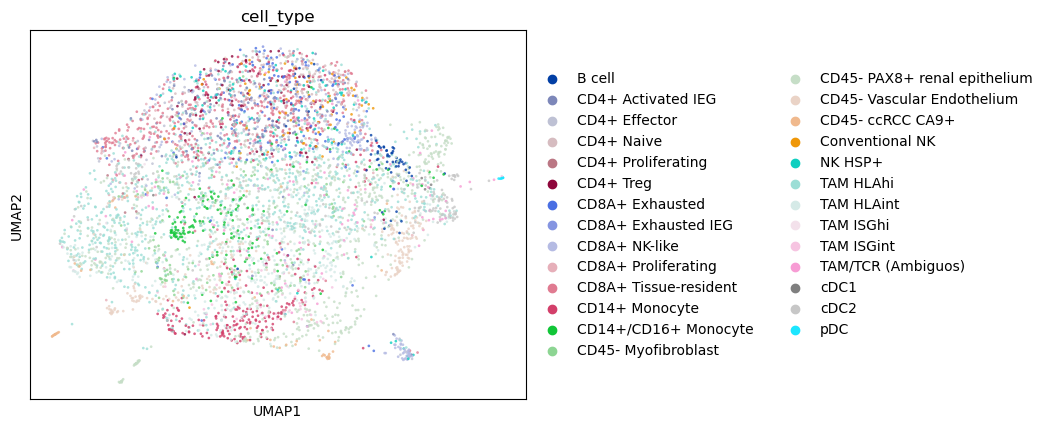 cell_type
UMAP2
UMAP1
B cell
CD4+ Activated IEG
CD4+ Effector
CD4+ Naive
CD4+ Proliferating
CD4+ Treg
CD8A+ Exhausted
CD8A+ Exhausted IEG
CD8A+ NK-like
CD8A+ Proliferating
CD8A+ Tissue-resident
CD14+ Monocyte
CD14+/CD16+ Monocyte
CD45- Myofibroblast
CD45- PAX8+ renal epithelium
CD45- Vascular Endothelium
CD45- ccRCC CA9+
Conventional NK
NK HSP+
TAM HLAhi
TAM HLAint
TAM ISGhi
TAM ISGint
TAM/TCR (Ambiguos)
cDC1
cDC2
pDC